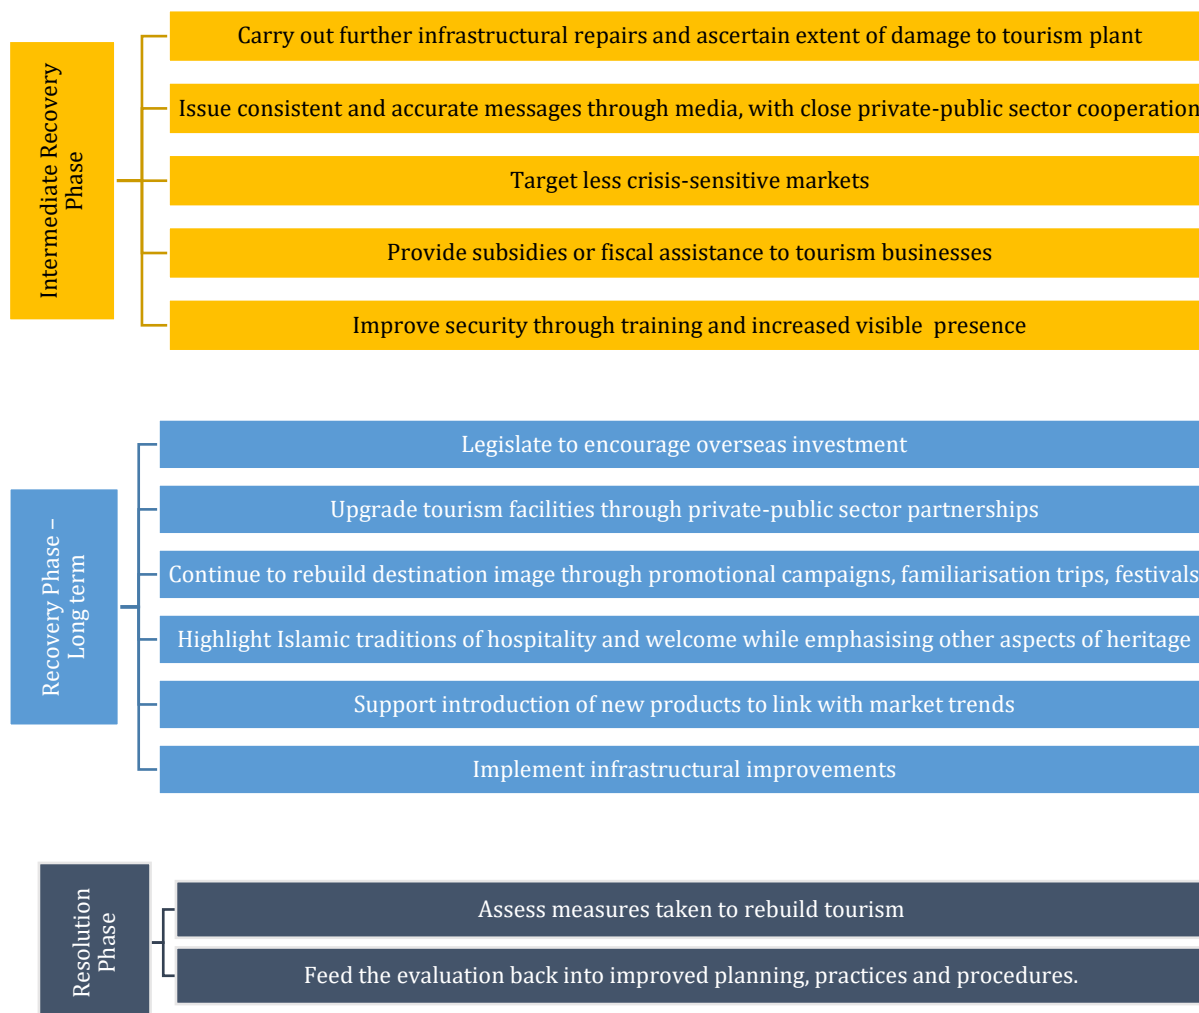 Intermediate Recovery
Phase
Carry out further infrastructural repairs and ascertain extent of damage to tourism plant
Issue consistent and accurate messages through media, with close private-public sector cooperation
Target less crisis-sensitive markets
Provide subsidies or fiscal assistance to tourism businesses
Improve security through training and increased visible  presence
Recovery Phase –
Long term
Legislate to encourage overseas investment
Upgrade tourism facilities through private-public sector partnerships
Continue to rebuild destination image through promotional campaigns, familiarisation trips, festivals
Highlight Islamic traditions of hospitality and welcome while emphasising other aspects of heritage
Support introduction of new products to link with market trends
Implement infrastructural improvements
Resolution
Phase
Assess measures taken to rebuild tourism
Feed the evaluation back into improved planning, practices and procedures.